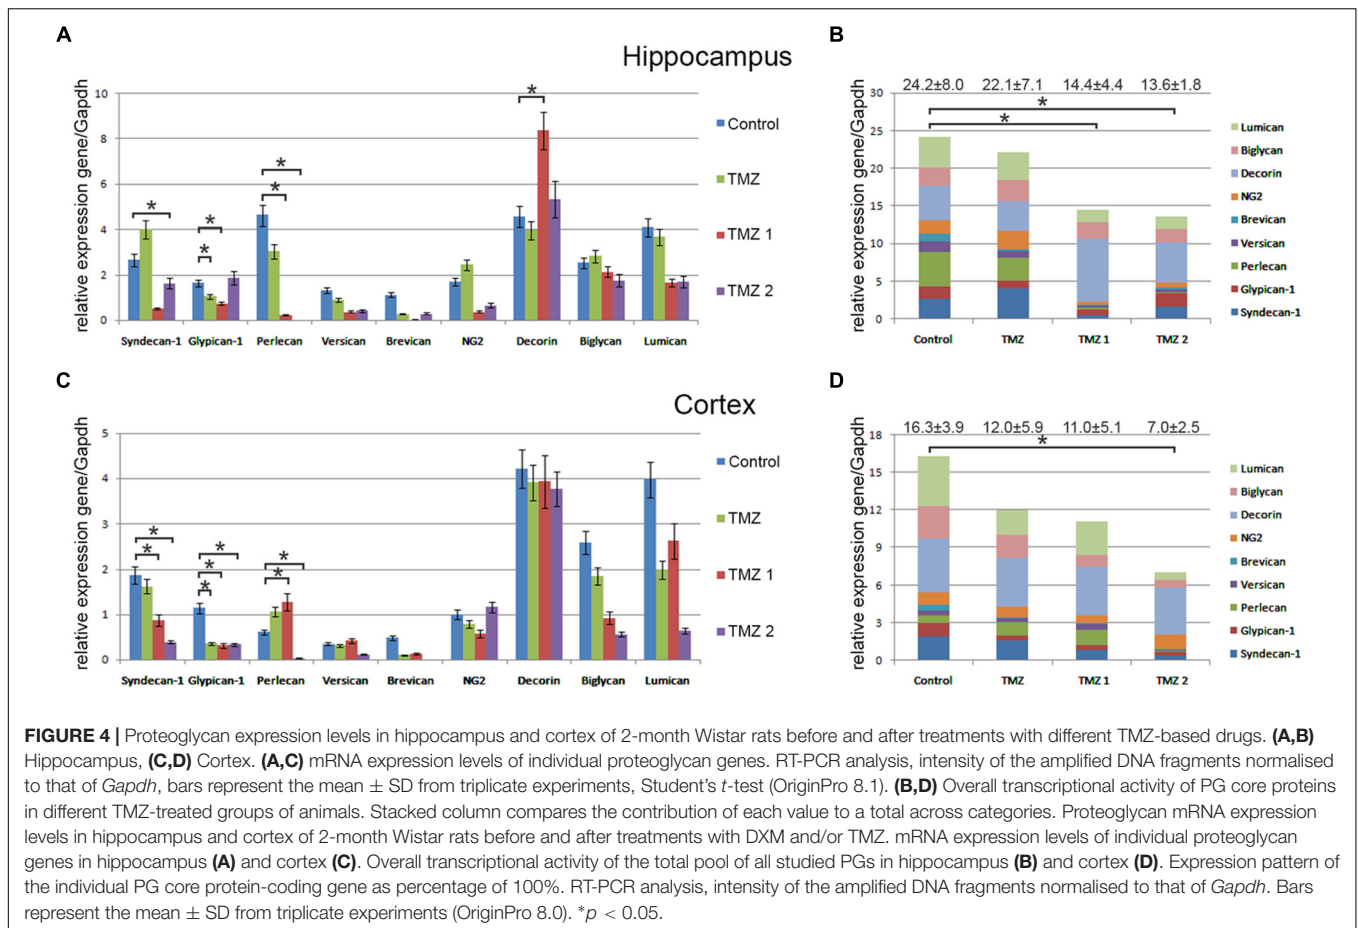 A
B
Hippocampus
relative expression gene/Gapdh
10
8
6
4
2
0
* * * * * * *
Syndecan-1 Glypican-1 Perlecan Versican Brevican NG2 Decorin Biglycan Lumican
Control
TMZ
TMZ 1
TMZ 2
24.2±8.0 22.1±7.1 14.4±4.4 13.6±1.8
relative expression gene/Gapdh
30
25
20
15
10
5
0
*
*
Control TMZ TMZ 1 TMZ 2
Lumican
Biglycan
Decorin
NG2
Brevican
Versican
Perlecan
Glypican-1
Syndecan-1
C
D
Cortex
relative expression gene/Gapdh
5
4
3
2
1
0
* * * * * * *
Syndecan-1 Glypican-1 Perlecan Versican Brevican NG2 Decorin Biglycan Lumican
Control
TMZ
TMZ 1
TMZ 2
16.3±3.9 12.0±5.9 11.0±5.1 7.0±2.5
relative expression gene/Gapdh
18
15
12
9
6
3
0
*
Control TMZ TMZ 1 TMZ 2
Lumican
Biglycan
Decorin
NG2
Brevican
Versican
Perlecan
Glypican-1
Syndecan-1
FIGURE 4 | Proteoglycan expression levels in hippocampus and cortex of 2-month Wistar rats before and after treatments with different TMZ-based drugs. (A,B)
Hippocampus, (C,D) Cortex. (A,C) mRNA expression levels of individual proteoglycan genes. RT-PCR analysis, intensity of the amplified DNA fragments normalised
to that of Gapdh, bars represent the mean ± SD from triplicate experiments, Student's t-test (OriginPro 8.1). (B,D) Overall transcriptional activity of PG core proteins
in different TMZ-treated groups of animals. Stacked column compares the contribution of each value to a total across categories. Proteoglycan mRNA expression
levels in hippocampus and cortex of 2-month Wistar rats before and after treatments with DXM and/or TMZ. mRNA expression levels of individual proteoglycan
genes in hippocampus (A) and cortex (C). Overall transcriptional activity of the total pool of all studied PGs in hippocampus (B) and cortex (D). Expression pattern of
the individual PG core protein-coding gene as percentage of 100%. RT-PCR analysis, intensity of the amplified DNA fragments normalised to that of Gapdh. Bars
represent the mean ± SD from triplicate experiments (OriginPro 8.0). *p < 0.05.